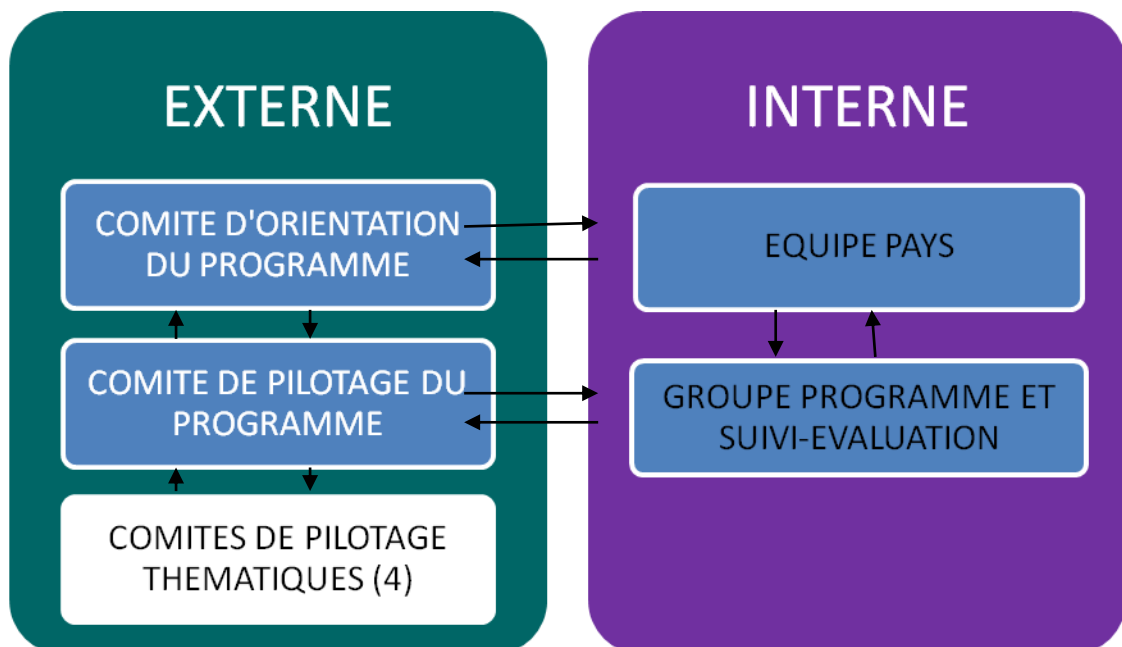 EXTERNE
COMITE D'ORIENTATION
DU PROGRAMME
COMITE DE PILOTAGE DU
PROGRAMME
COMITES DE PILOTAGE
THEMATIQUES (4)
INTERNE
EQUIPE PAYS
GROUPE PROGRAMME ET
SUIVI-EVALUATION